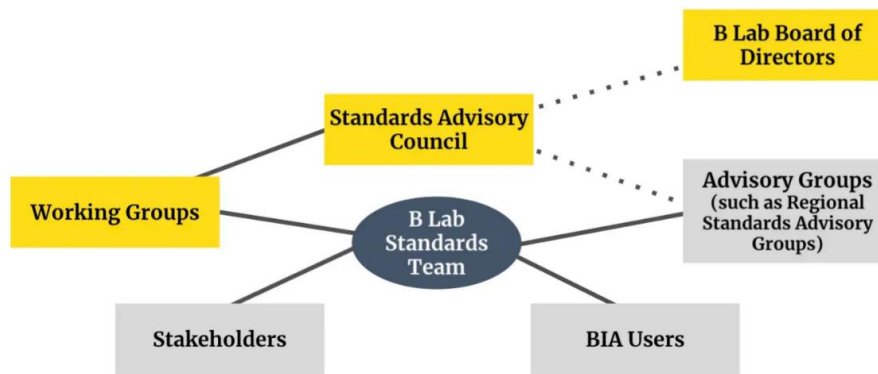 B Lab Board of
Directors
Standards Advisory
Council
Advisory Groups
(such as Regional
Standards Advisory
Groups)
Working Groups
B Lab
Standards
Team
Stakeholders
BIA Users